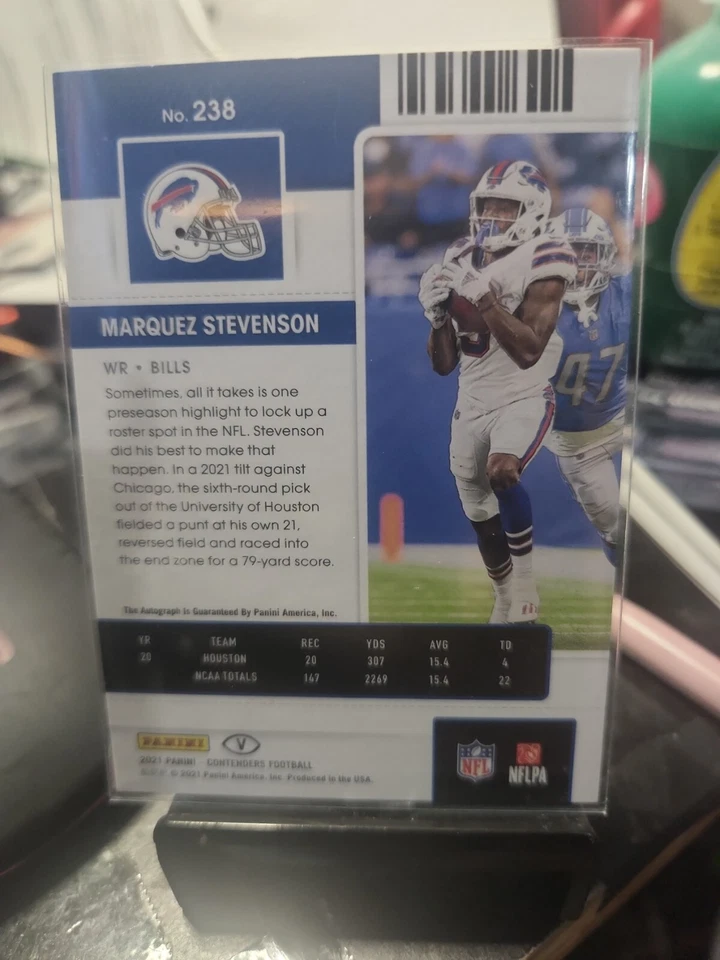 No. 238
MARQUEZ STEVENSON
WR • BILLS
Sometimes, all it takes is one
preseason highlight to lock up a
roster spot in the NFL. Stevenson
did his best to make that
happen. In a 2021 tilt against
Chicago, the sixth-round pick
out of the University of Houston
fielded a punt at his own 21,
reversed field and raced into
the end zone for a 79-yard score.
47
The Autograph Is Guaranteed By Panini America, Inc.
YR TEAM REC YDS AVG TD
20 HOUSTON 20 307 15.4 4
NCAA TOTALS 147 2269 15.4 22
PANINI V
2021 PANINI CONTENDERS FOOTBALL
© 2021 Panini America, Inc. Produced in the USA.
NFL NFLPA